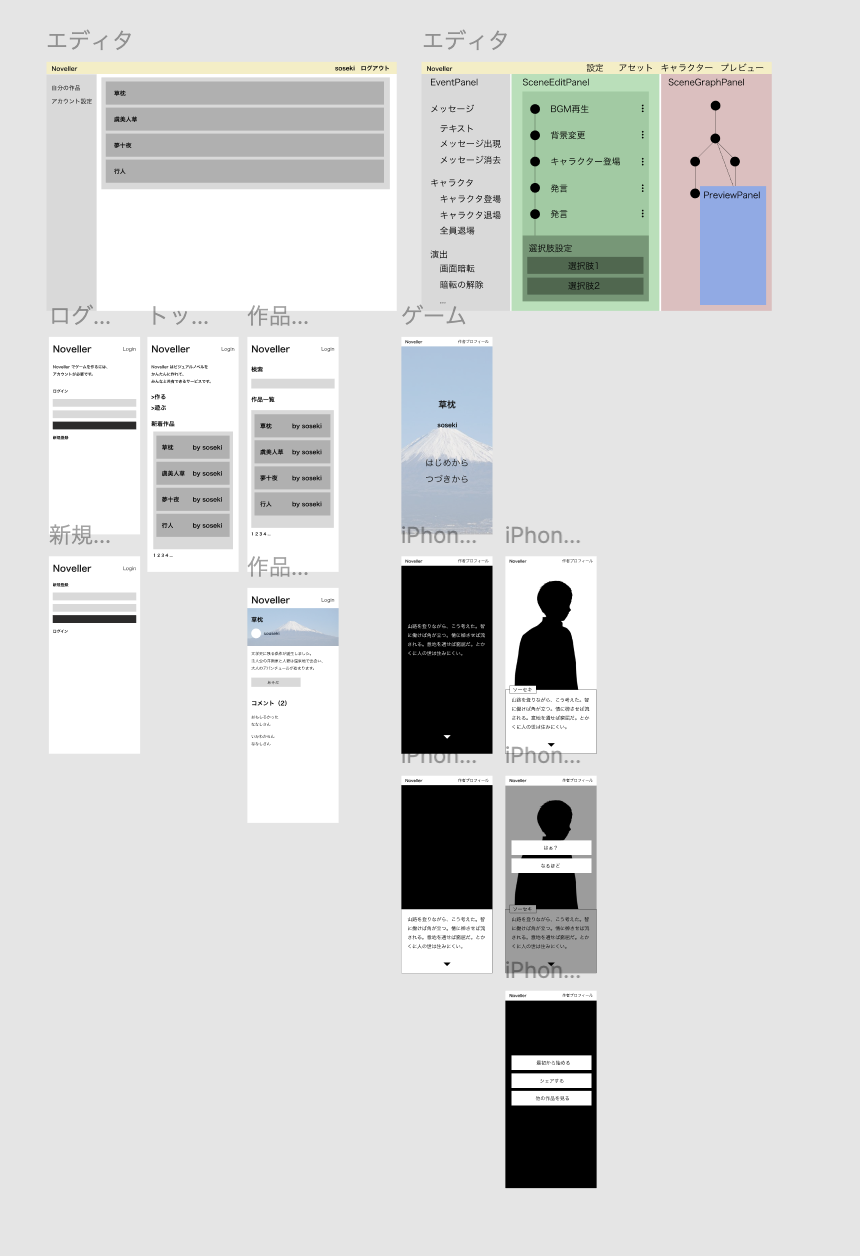 エディタ
Noveller
soseki ログアウト
自分の作品
アカウント設定
草枕
虞美人草
夢十夜
行人
エディタ
Noveller
設定 アセット キャラクター プレビュー
EventPanel
メッセージ
テキスト
メッセージ出現
メッセージ消去
キャラクタ
キャラクタ登場
キャラクタ退場
全員退場
演出
画面暗転
暗転の解除
...
SceneEditPanel
BGM再生
背景変更
キャラクター登場
発言
発言
選択肢設定
選択肢1
選択肢2
SceneGraphPanel
PreviewPanel
ログ...
Noveller Login
Noveller でゲームを作るには、
アカウントが必要です。
ログイン
新規登録
トッ...
Noveller Login
Noveller はビジュアルノベルを
かんたんに作れて、
みんなと共有できるサービスです。
>作る
>遊ぶ
新着作品
草枕 by soseki
虞美人草 by soseki
夢十夜 by soseki
行人 by soseki
1 2 3 4 ...
作品...
Noveller Login
検索
作品一覧
草枕 by soseki
虞美人草 by soseki
夢十夜 by soseki
行人 by soseki
1 2 3 4 ...
ゲーム
Noveller 作者プロフィール
草枕
soseki
はじめから
つづきから
新規...
Noveller Login
新規登録
ログイン
作品...
Noveller Login
草枕
soseki
コメント（2）
おもしろかった
ななしさん
いみわからん
ななしさん
iPhon...
Noveller 作者プロフィール
山路を登りながら、こう考えた。智
に働けば角が立つ。情に棹させば流
される。意地を通せば窮屈だ。とか
くに人の世は住みにくい。
iPhon...
Noveller 作者プロフィール
ソーセキ
山路を登りながら、こう考えた。智
に働けば角が立つ。情に棹させば流
される。意地を通せば窮屈だ。とか
くに人の世は住みにくい。
iPhon...
Noveller 作者プロフィール
山路を登りながら、こう考えた。智
に働けば角が立つ。情に棹させば流
される。意地を通せば窮屈だ。とか
くに人の世は住みにくい。
iPhon...
Noveller 作者プロフィール
はぁ？
なるほど
ソーセキ
山路を登りながら、こう考えた。智
に働けば角が立つ。情に棹させば流
される。意地を通せば窮屈だ。とか
くに人の世は住みにくい。
iPhon...
Noveller 作者プロフィール
最初から始める
シェアする
他の作品を見る